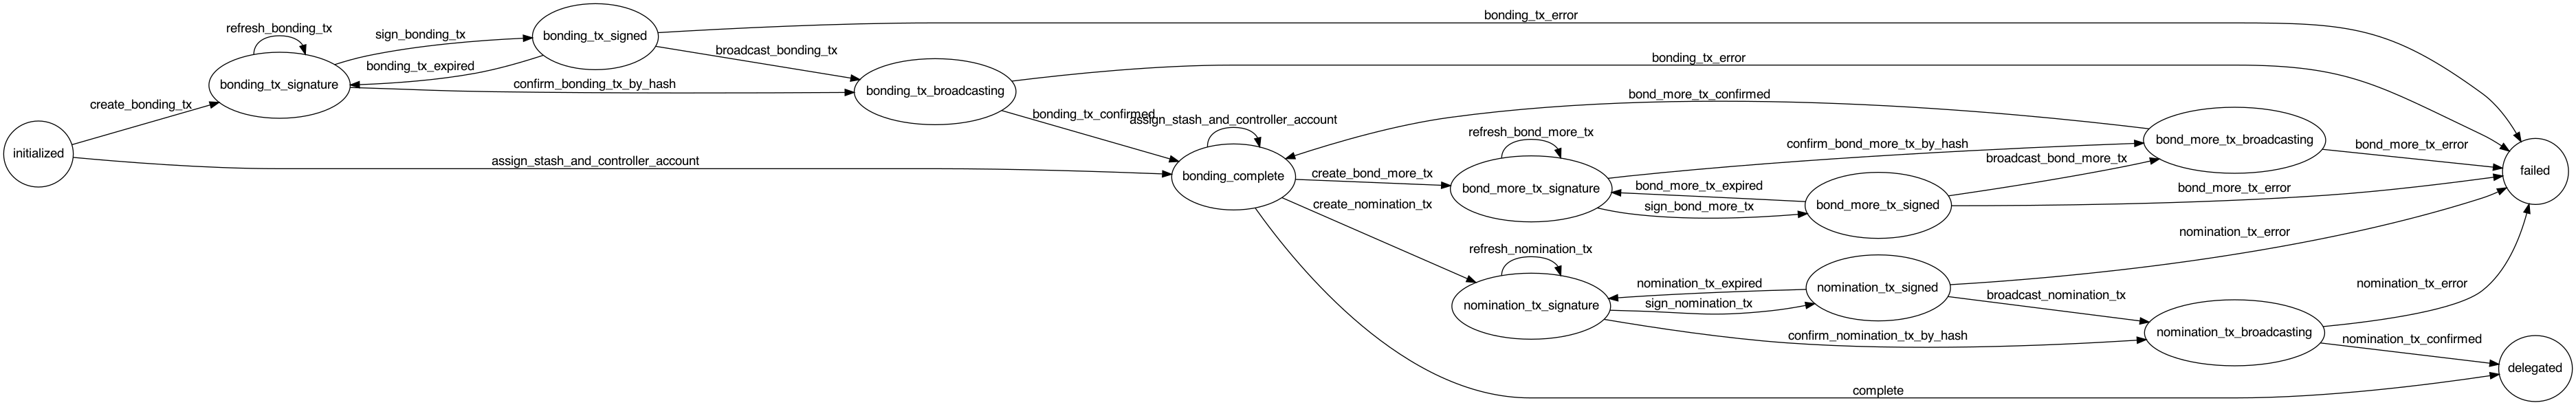 refresh_bonding_tx
sign_bonding_tx
bonding_tx_signed
bonding_tx_error
bonding_tx_signature
bonding_tx_expired
broadcast_bonding_tx
confirm_bonding_tx_by_hash
bonding_tx_broadcasting
bonding_tx_error
create_bonding_tx
initialized
assign_stash_and_controller_account
bonding_tx_confirmed
assign_stash_and_controller_account
bonding_complete
bond_more_tx_confirmed
refresh_bond_more_tx
create_bond_more_tx
bond_more_tx_signature
confirm_bond_more_tx_by_hash
broadcast_bond_more_tx
bond_more_tx_expired
sign_bond_more_tx
bond_more_tx_signed
bond_more_tx_broadcasting
bond_more_tx_error
bond_more_tx_error
failed
create_nomination_tx
refresh_nomination_tx
nomination_tx_signature
nomination_tx_expired
sign_nomination_tx
nomination_tx_signed
nomination_tx_error
broadcast_nomination_tx
confirm_nomination_tx_by_hash
nomination_tx_broadcasting
nomination_tx_error
nomination_tx_confirmed
delegated
complete